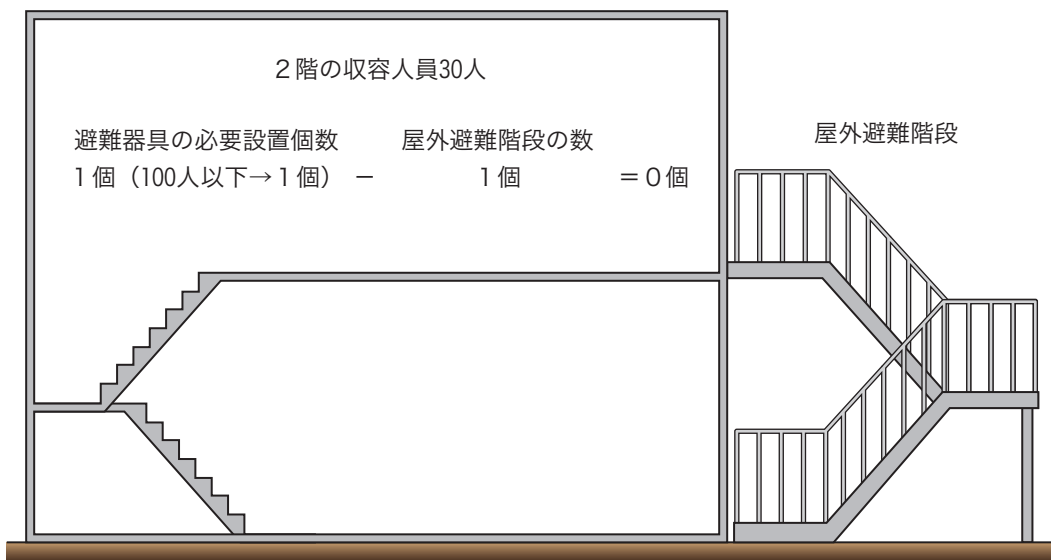 2階の収容人員30人
屋外避難階段
避難器具の必要設置個数 屋外避難階段の数
1個(100人以下→1個) − 1個 =0個